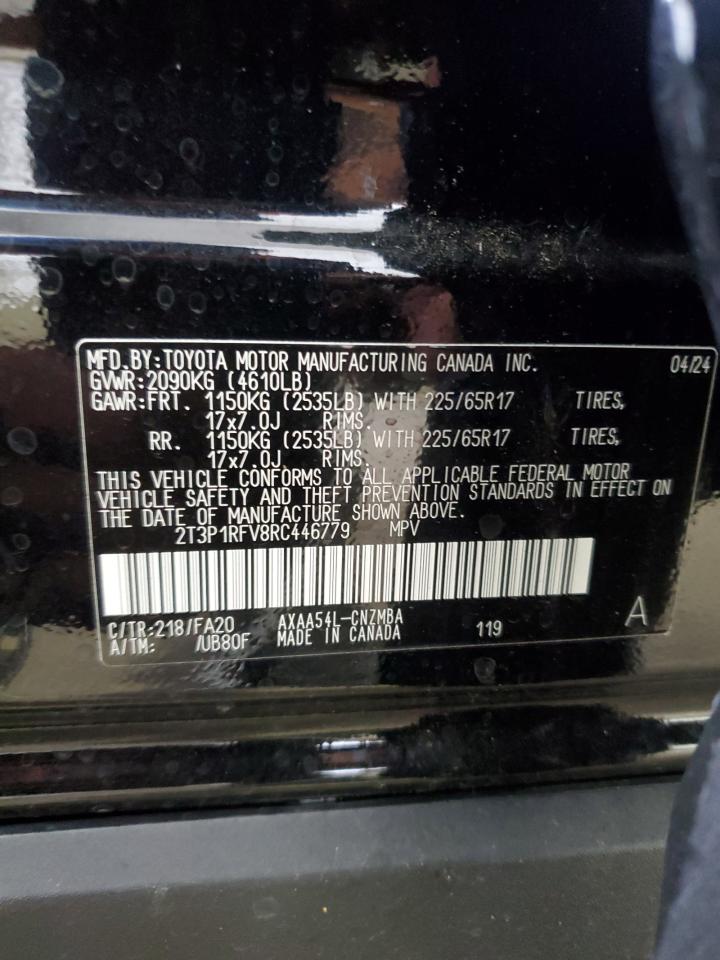 MFD.BY:TOYOTA MOTOR MANUFACTURING CANADA INC. 04/24
GVWR:2090KG (4610LB)
GAWR:FRT. 1150KG (2535LB) WITH 225/65R17 TIRES,
17x7.0J RIMS.
RR. 1150KG (2535LB) WITH 225/65R17 TIRES,
17x7.0J RIMS.
THIS VEHICLE CONFORMS TO ALL APPLICABLE FEDERAL MOTOR
VEHICLE SAFETY AND THEFT PREVENTION STANDARDS IN EFFECT ON
THE DATE OF MANUFACTURE SHOWN ABOVE.
2T3P1RFV8RC446779 MPV
C/TR:218/FA20 AXAA54L-CNZMBA
A/TM: /UB80F MADE IN CANADA 119 A